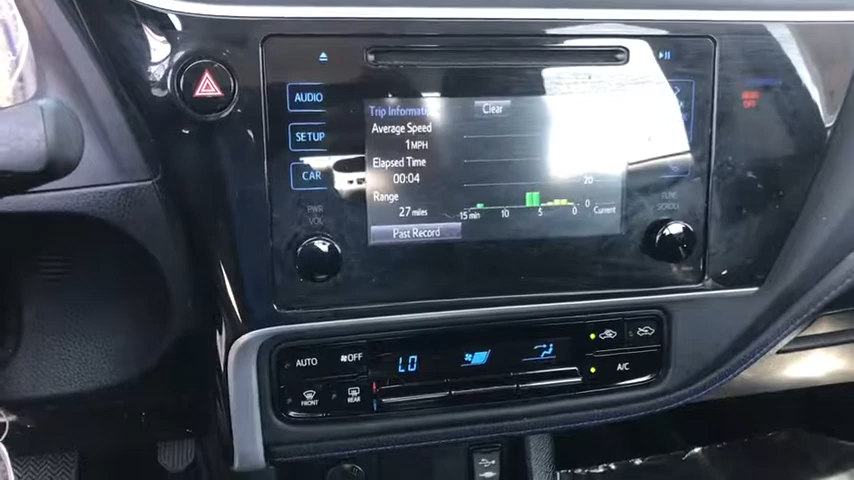 AUDIO
SETUP
CAR
PWR
VOL
Trip Information
Clear
Average Speed
1MPH
Elapsed Time
00:04
Range
27 miles
Past Record
20
0
15 min
10
5
0
Current
TUNE
SCROLL
AUTO
OFF
FRONT
REAR
LO
A/C